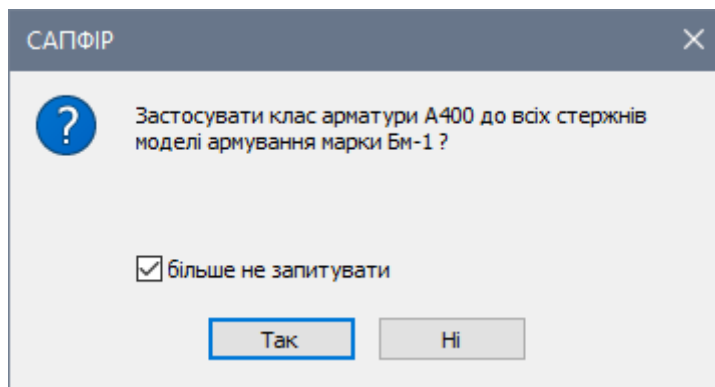 САПФІР
Застосувати клас арматури А400 до всіх стержнів
моделі армування марки Бм-1 ?
більше не запитувати
Так
Ні